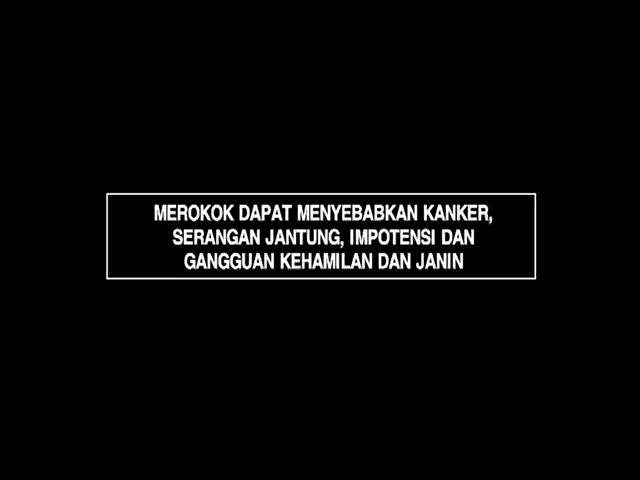 MEROKOK DAPAT MENYEBABKAN KANKER,
SERANGAN JANTUNG, IMPOTENSI DAN
GANGGUAN KEHAMILAN DAN JANIN